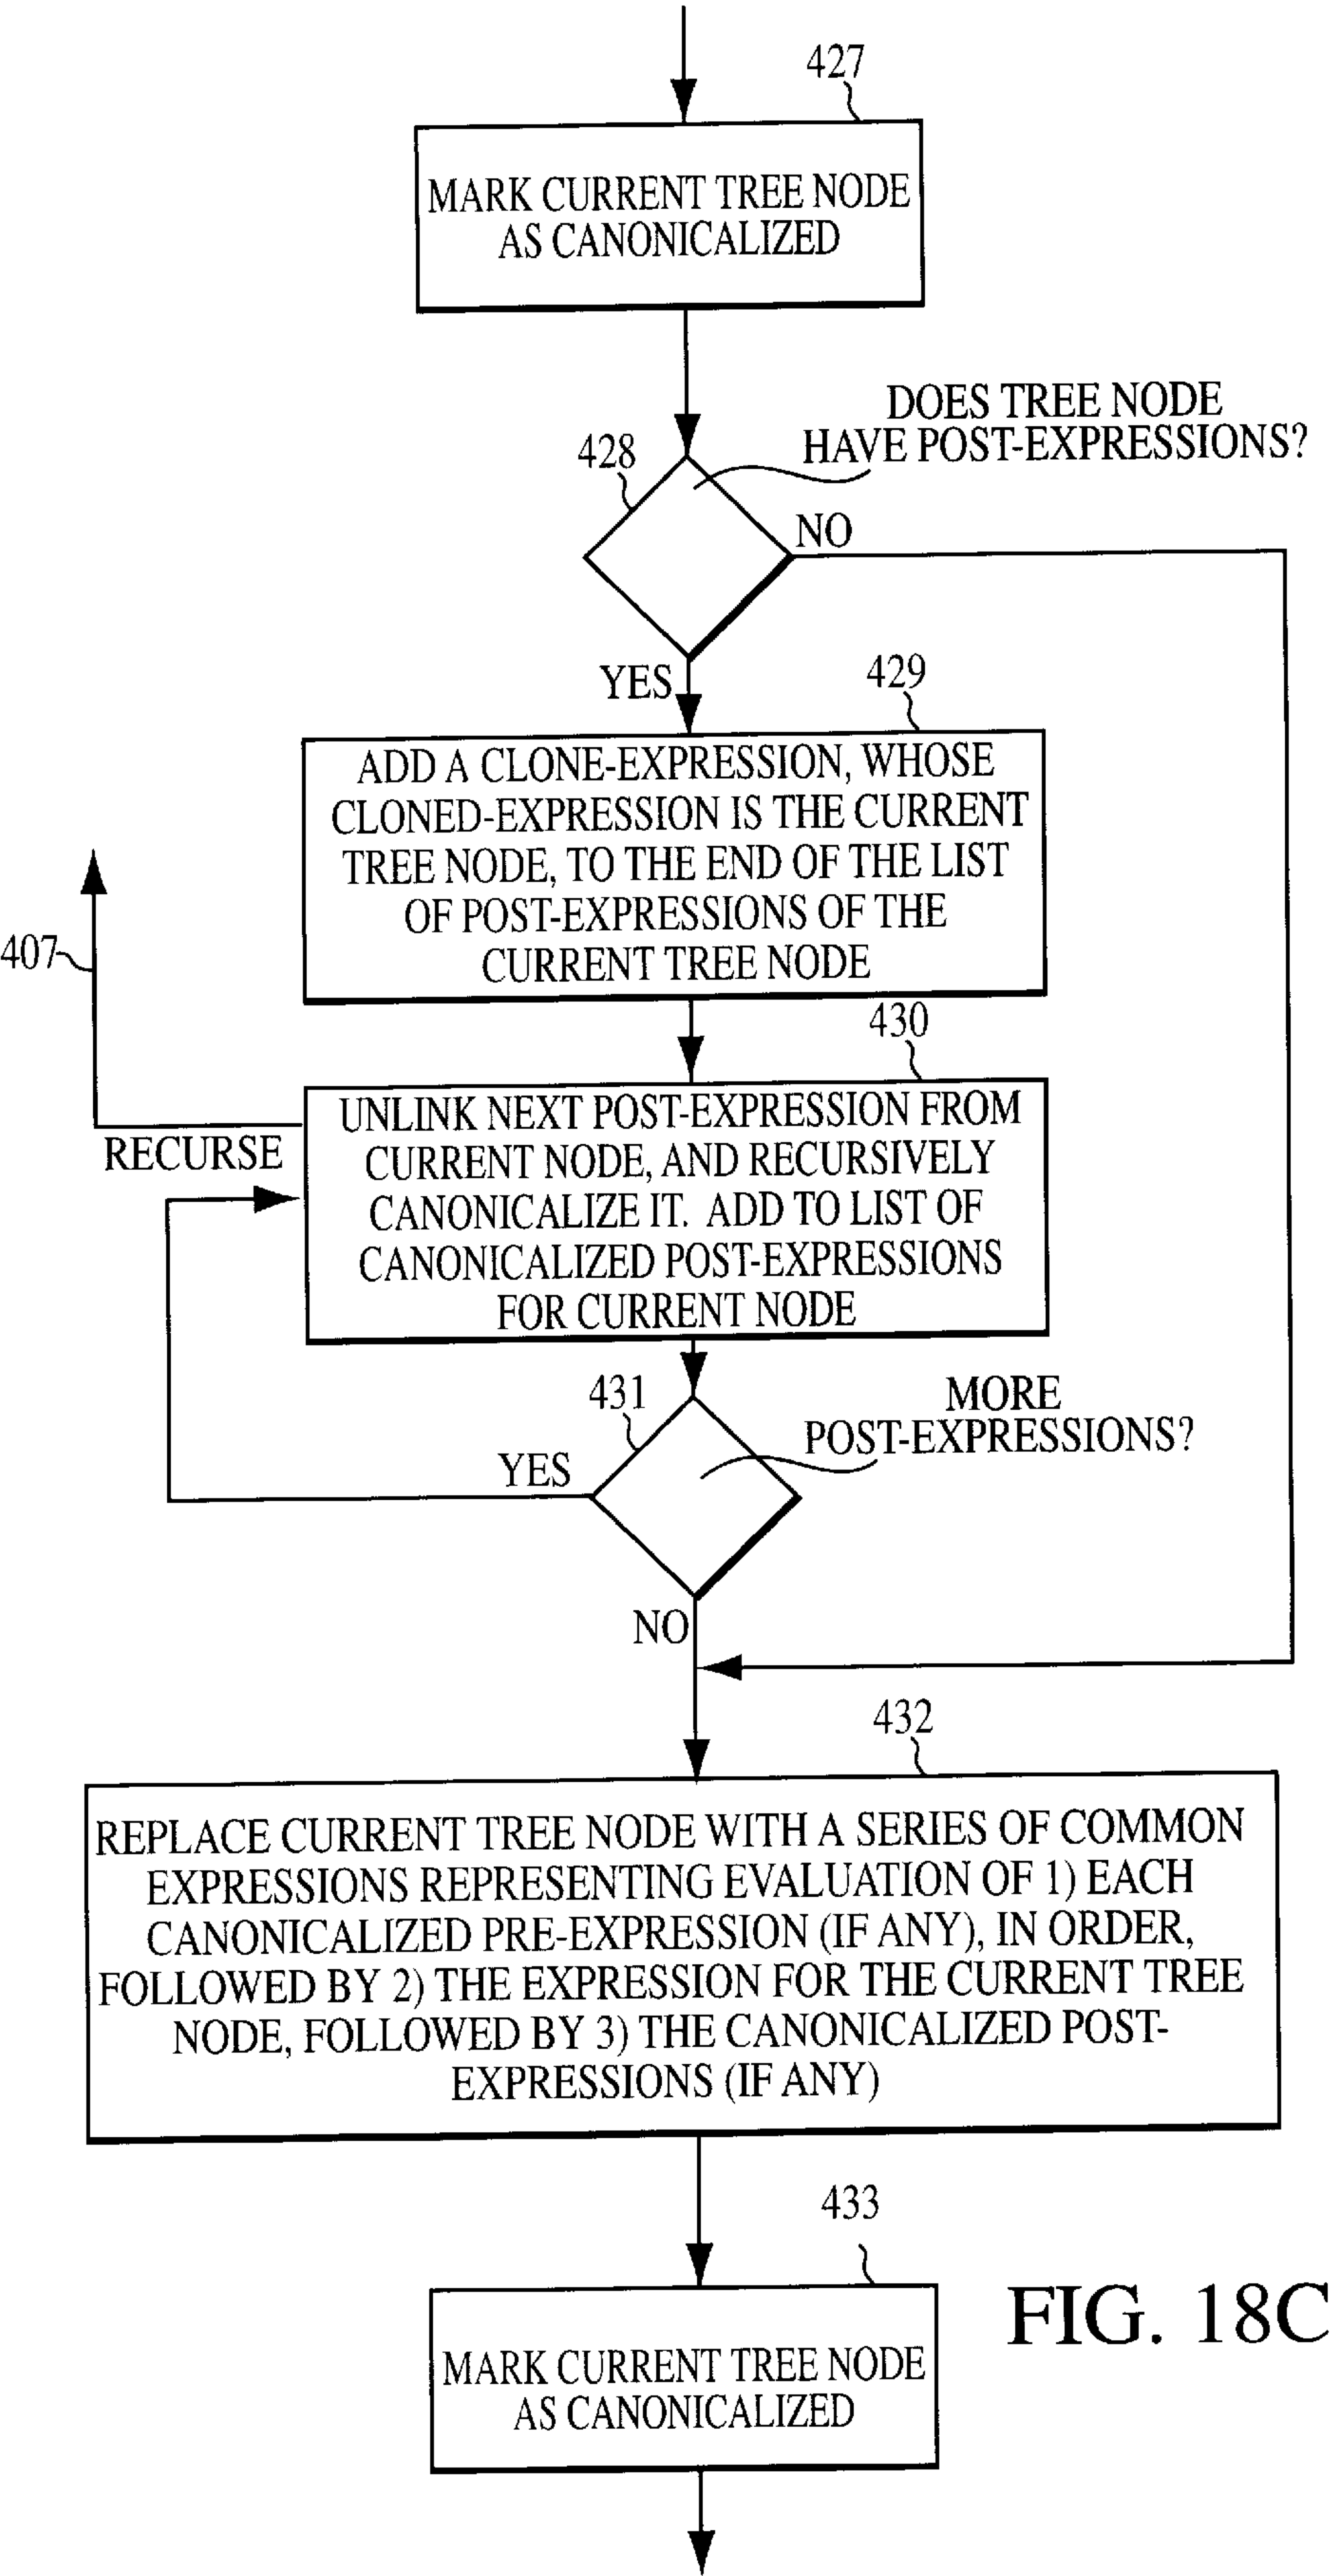 427
MARK CURRENT TREE NODE
AS CANONICALIZED
DOES TREE NODE
HAVE POST-EXPRESSIONS?
428
NO
YES
429
ADD A CLONE-EXPRESSION, WHOSE
CLONED-EXPRESSION IS THE CURRENT
TREE NODE, TO THE END OF THE LIST
OF POST-EXPRESSIONS OF THE
CURRENT TREE NODE
407
430
RECURSE
UNLINK NEXT POST-EXPRESSION FROM
CURRENT NODE, AND RECURSIVELY
CANONICALIZE IT. ADD TO LIST OF
CANONICALIZED POST-EXPRESSIONS
FOR CURRENT NODE
431
MORE
POST-EXPRESSIONS?
YES
NO
432
REPLACE CURRENT TREE NODE WITH A SERIES OF COMMON
EXPRESSIONS REPRESENTING EVALUATION OF 1) EACH
CANONICALIZED PRE-EXPRESSION (IF ANY), IN ORDER,
FOLLOWED BY 2) THE EXPRESSION FOR THE CURRENT TREE
NODE, FOLLOWED BY 3) THE CANONICALIZED POST-
EXPRESSIONS (IF ANY)
433
MARK CURRENT TREE NODE
AS CANONICALIZED
FIG. 18C